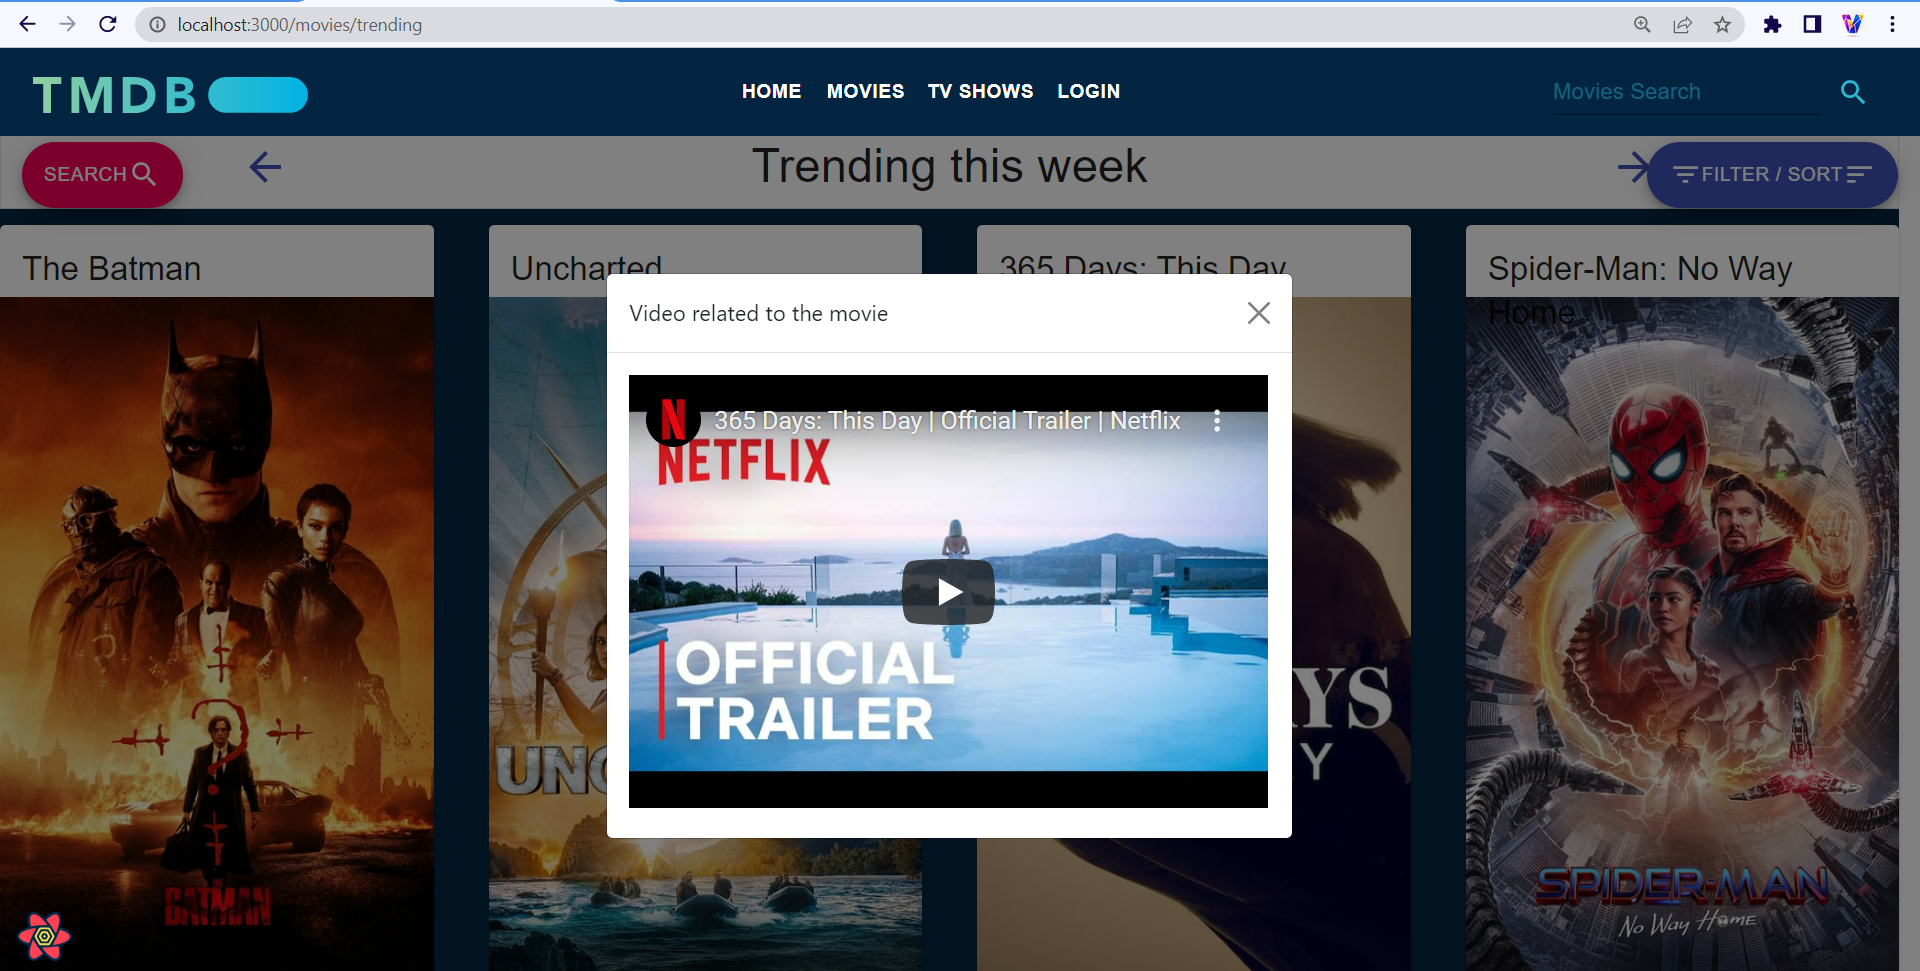 localhost:3000/movies/trending
TMDB
HOME MOVIES TV SHOWS LOGIN
Movies Search
SEARCH
Trending this week
FILTER / SORT
The Batman
Uncharted
365 Days: This Day
Spider-Man: No Way
Home
Video related to the movie
365 Days: This Day | Official Trailer | Netflix
NETFLIX
OFFICIAL
TRAILER
UNC
YS
Y
BATMAN
SPIDER-MAN
No Way Home